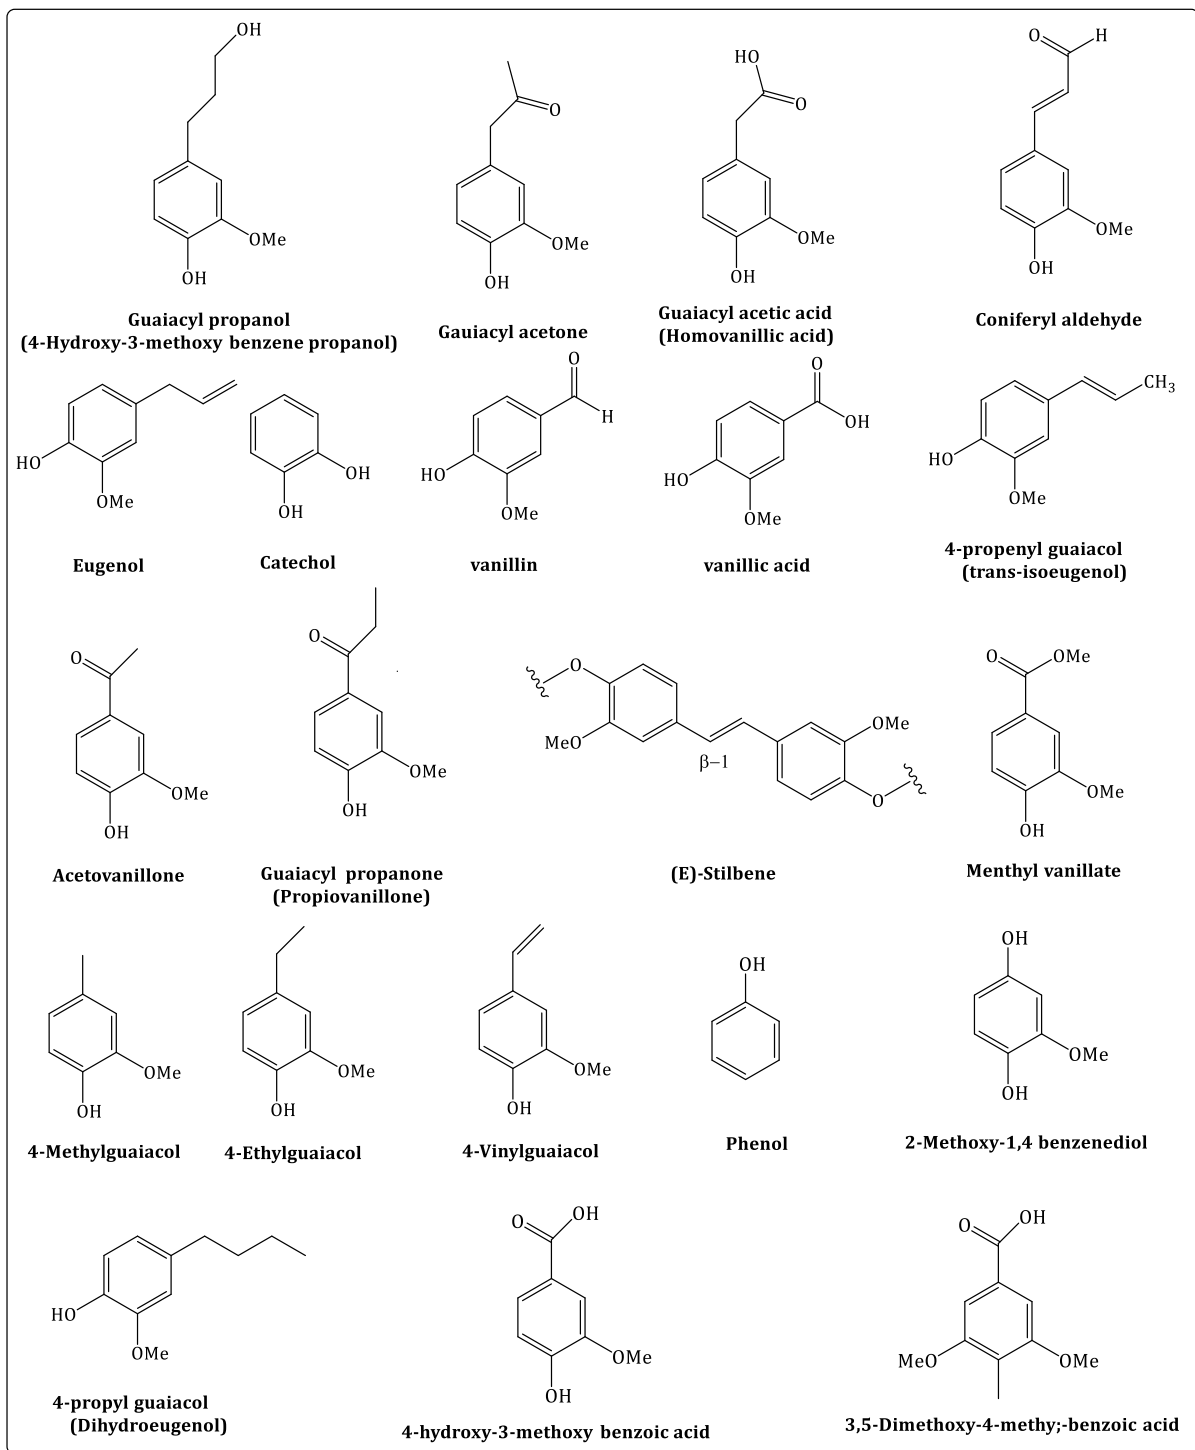 OH
OMe
OH
Guaiacyl propanol
(4-Hydroxy-3-methoxy benzene propanol)
O
OMe
OH
Gauiacyl acetone
HO
O
OMe
OH
Guaiacyl acetic acid
(Homovanillic acid)
O
H
OMe
OH
Coniferyl aldehyde
HO
OMe
Eugenol
OH
OH
Catechol
O
H
HO
OMe
vanillin
O
OH
HO
OMe
vanillic acid
CH3
HO
OMe
4-propenyl guaiacol
(trans-isoeugenol)
O
OMe
OH
Acetovanillone
O
OMe
OH
Guaiacyl propanone
(Propiovanillone)
O
MeO
β−1
OMe
O
(E)-Stilbene
O
OMe
OMe
OH
Menthyl vanillate
OMe
OH
4-Methylguaiacol
OMe
OH
4-Ethylguaiacol
OMe
OH
4-Vinylguaiacol
OH
Phenol
OH
OMe
OH
2-Methoxy-1,4 benzenediol
HO
OMe
4-propyl guaiacol
(Dihydroeugenol)
O
OH
OMe
OH
4-hydroxy-3-methoxy benzoic acid
O
OH
MeO
OMe
3,5-Dimethoxy-4-methy;-benzoic acid